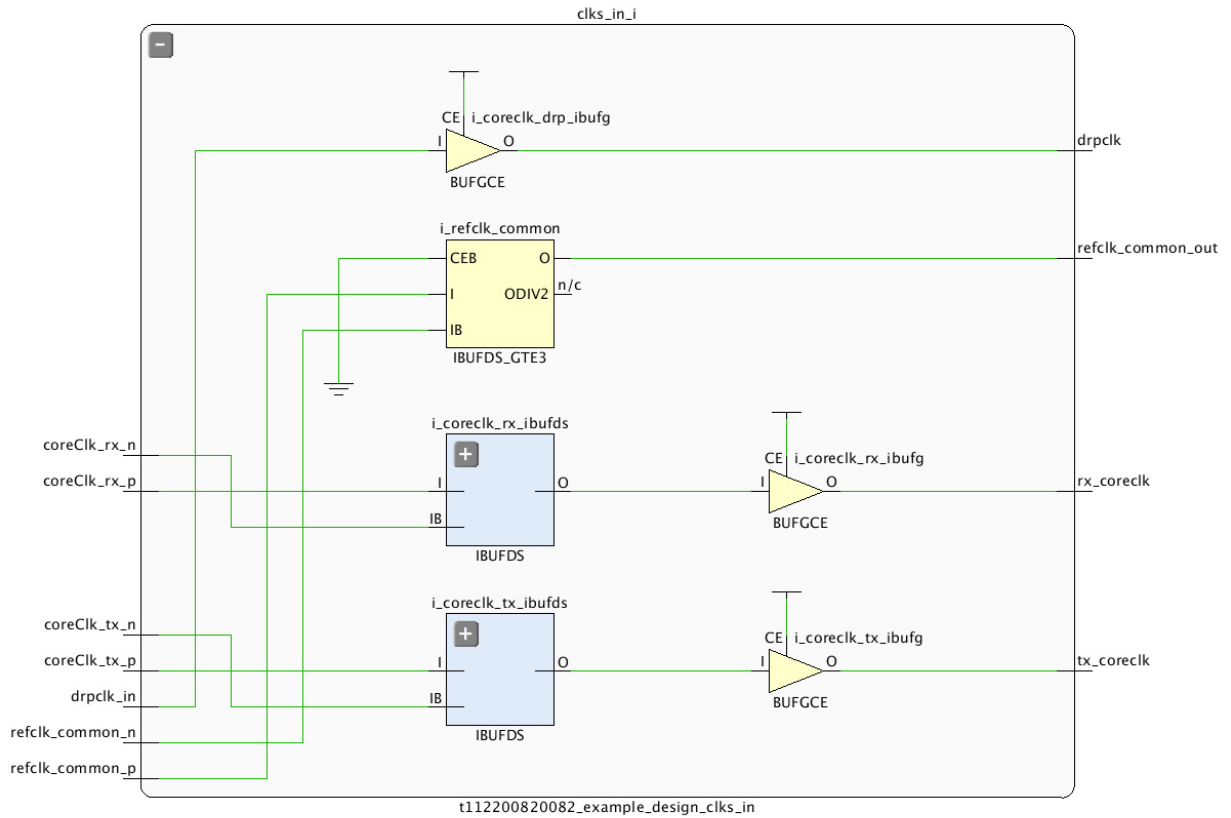 clks_in_i
CE i_coreclk_drp_ibufg
I O drpclk
BUFGCE
i_refclk_common
CEB O refclk_common_out
I ODIV2 n/c
IB
IBUFDS_GTE3
i_coreclk_rx_ibufds
coreClk_rx_n CE i_coreclk_rx_ibufg
coreClk_rx_p I O I O rx_coreclk
IB BUFGCE
IBUFDS
i_coreclk_tx_ibufds
coreClk_tx_n CE i_coreclk_tx_ibufg
coreClk_tx_p I O I O tx_coreclk
drpclk_in IB BUFGCE
refclk_common_n IBUFDS
refclk_common_p
t112200820082_example_design_clks_in